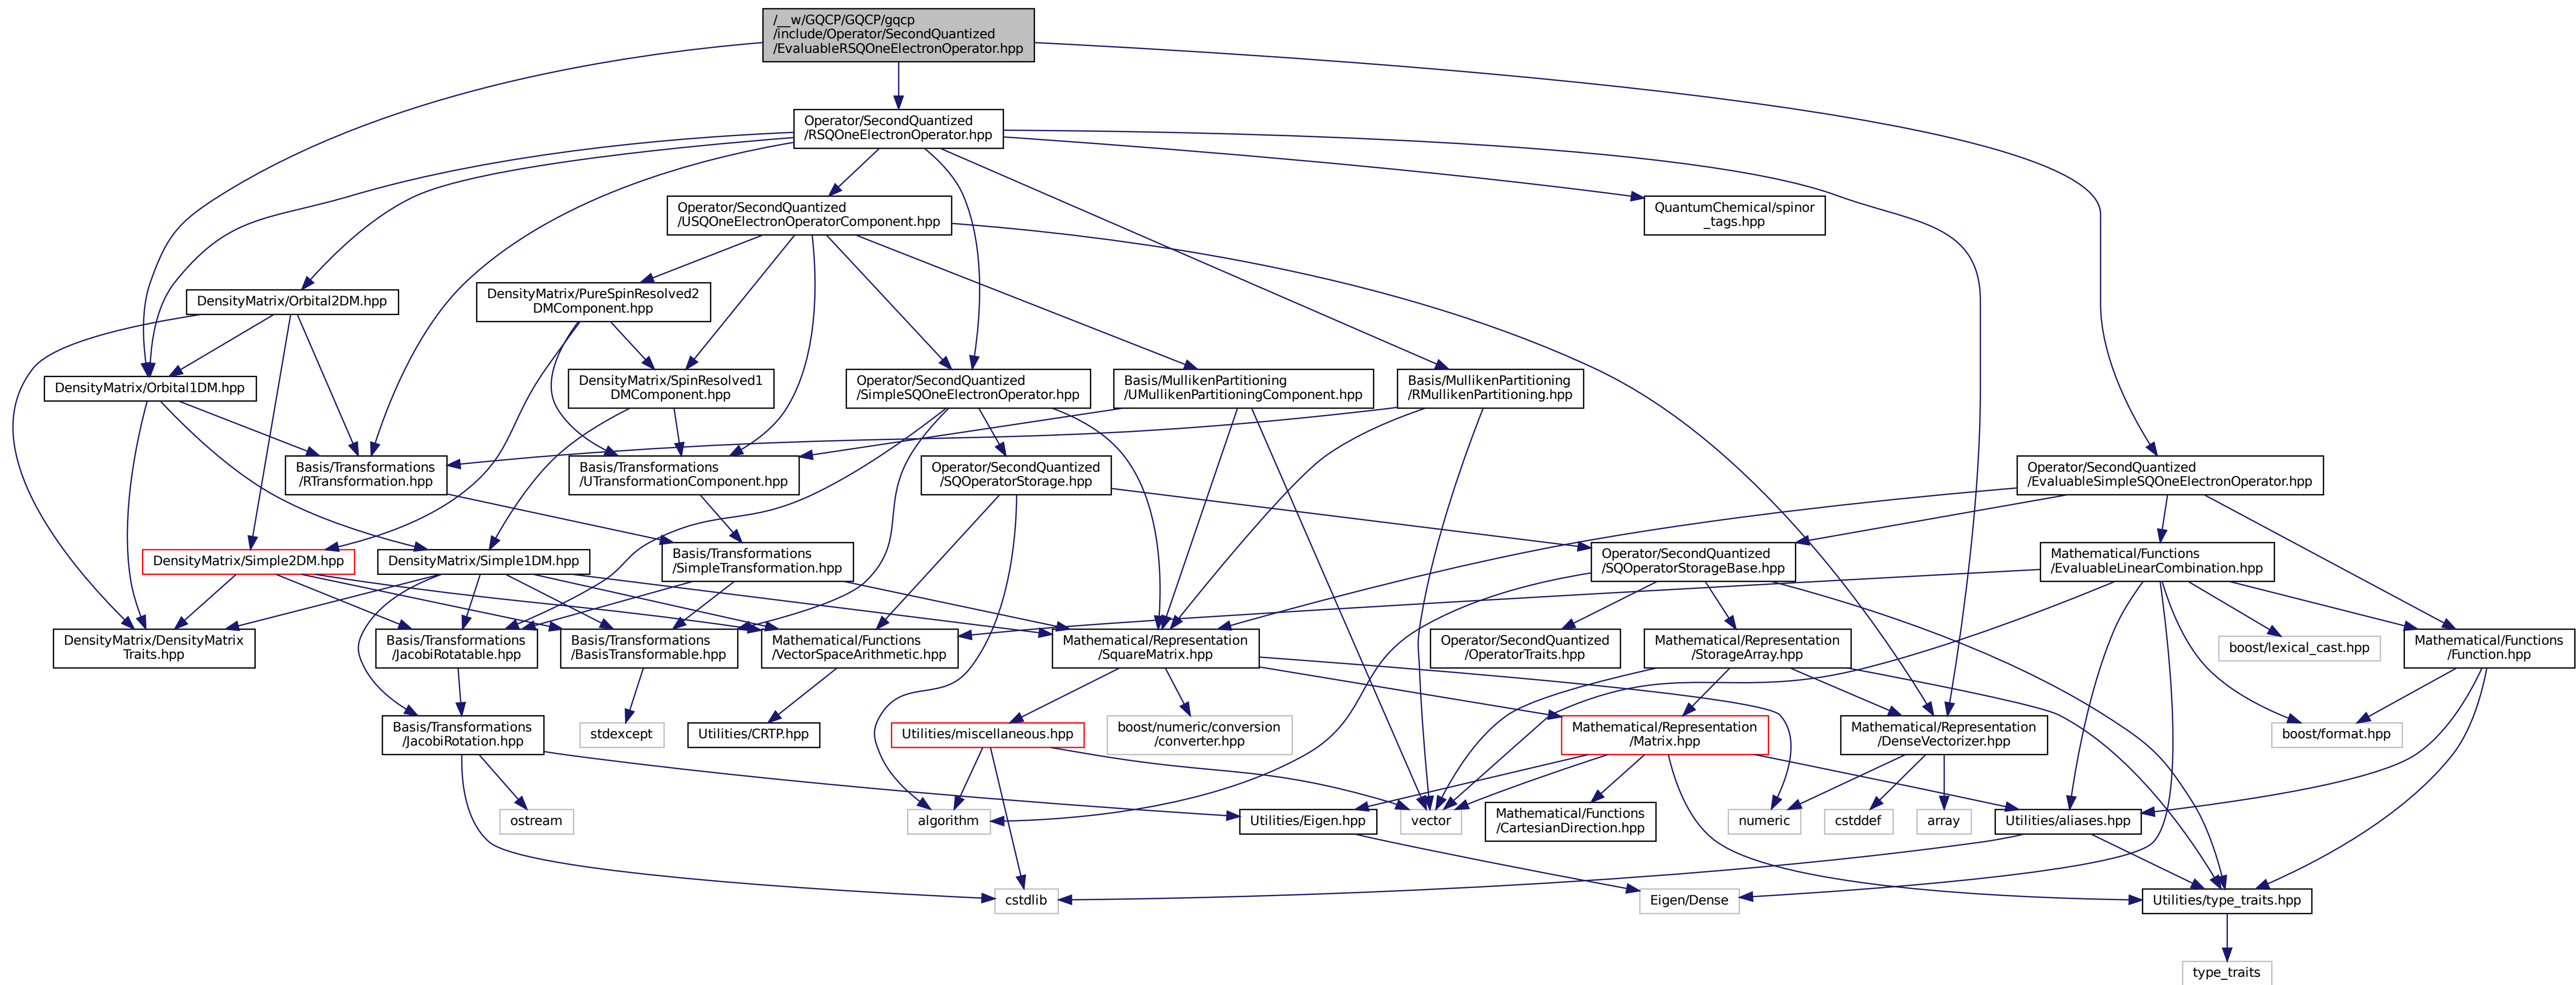 /__w/GQCP/GQCP/gqcp
/include/Operator/SecondQuantized
/EvaluableRSQOneElectronOperator.hpp
Operator/SecondQuantized
/RSQOneElectronOperator.hpp
Operator/SecondQuantized
/USQOneElectronOperatorComponent.hpp
QuantumChemical/spinor
_tags.hpp
DensityMatrix/Orbital2DM.hpp
DensityMatrix/PureSpinResolved2
DMComponent.hpp
DensityMatrix/Orbital1DM.hpp
DensityMatrix/SpinResolved1
DMComponent.hpp
Operator/SecondQuantized
/SimpleSQOneElectronOperator.hpp
Basis/MullikenPartitioning
/UMullikenPartitioningComponent.hpp
Basis/MullikenPartitioning
/RMullikenPartitioning.hpp
Basis/Transformations
/RTransformation.hpp
Basis/Transformations
/UTransformationComponent.hpp
Operator/SecondQuantized
/SQOperatorStorage.hpp
Operator/SecondQuantized
/EvaluableSimpleSQOneElectronOperator.hpp
DensityMatrix/Simple2DM.hpp
DensityMatrix/Simple1DM.hpp
Basis/Transformations
/SimpleTransformation.hpp
Operator/SecondQuantized
/SQOperatorStorageBase.hpp
Mathematical/Functions
/EvaluableLinearCombination.hpp
DensityMatrix/DensityMatrix
Traits.hpp
Basis/Transformations
/JacobiRotatable.hpp
Basis/Transformations
/BasisTransformable.hpp
Mathematical/Functions
/VectorSpaceArithmetic.hpp
Mathematical/Representation
/SquareMatrix.hpp
Operator/SecondQuantized
/OperatorTraits.hpp
Mathematical/Representation
/StorageArray.hpp
boost/lexical_cast.hpp
Mathematical/Functions
/Function.hpp
Basis/Transformations
/JacobiRotation.hpp
stdexcept
Utilities/CRTP.hpp
Utilities/miscellaneous.hpp
boost/numeric/conversion
/converter.hpp
Mathematical/Representation
/Matrix.hpp
Mathematical/Representation
/DenseVectorizer.hpp
boost/format.hpp
ostream
algorithm
Utilities/Eigen.hpp
vector
Mathematical/Functions
/CartesianDirection.hpp
numeric
cstddef
array
Utilities/aliases.hpp
cstdlib
Eigen/Dense
Utilities/type_traits.hpp
type_traits